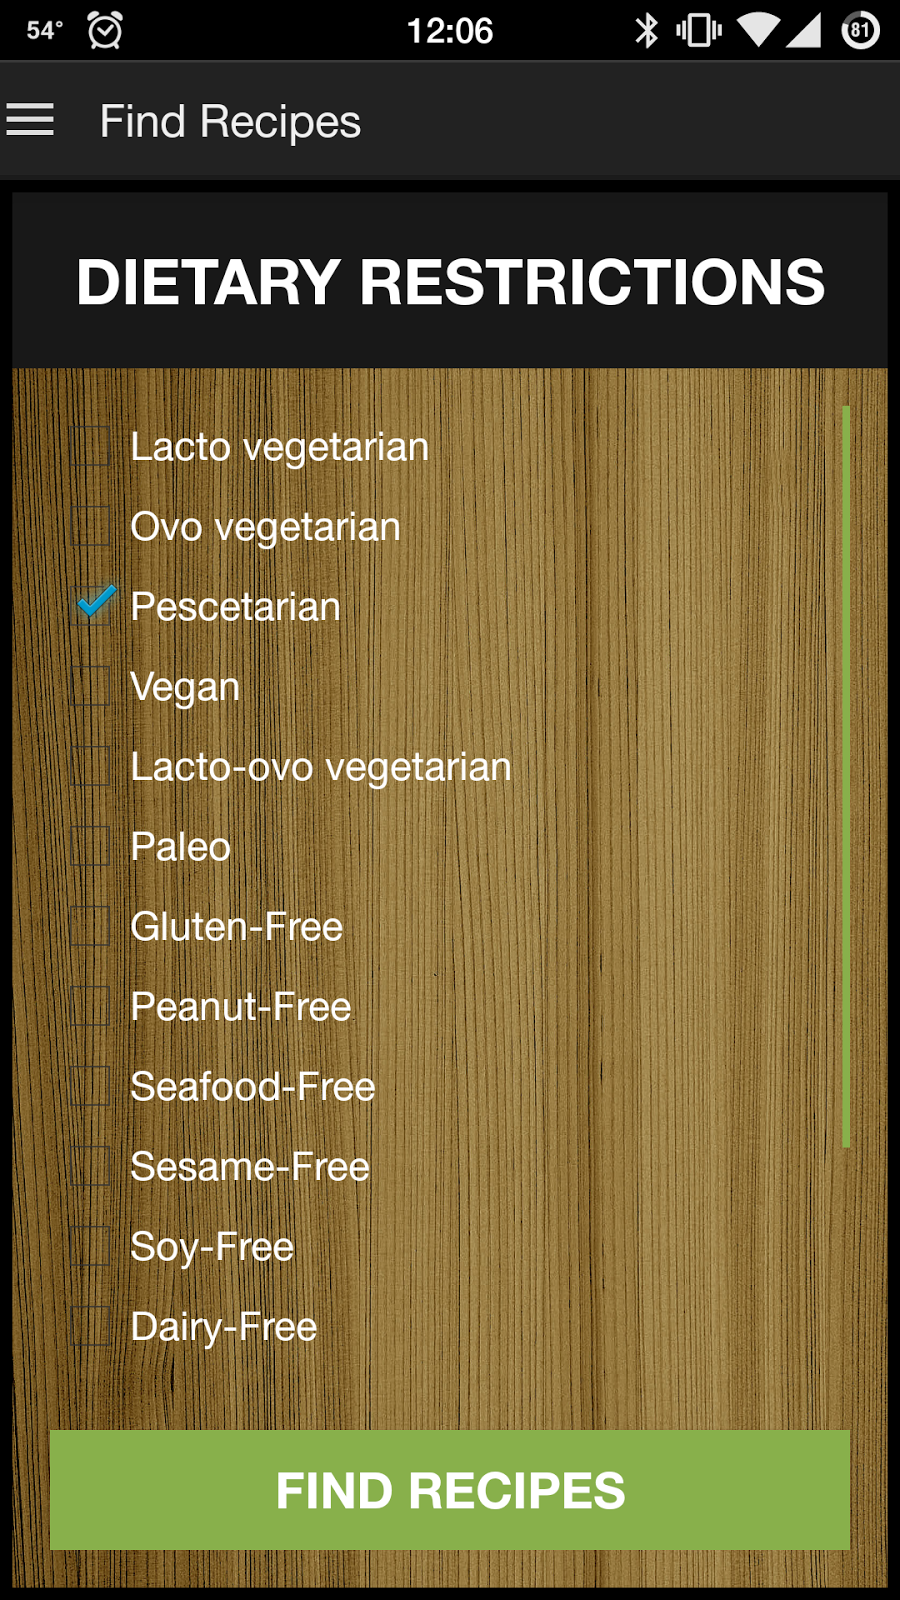 54° 12:06 81
Find Recipes
DIETARY RESTRICTIONS
Lacto vegetarian
Ovo vegetarian
Pescetarian
Vegan
Lacto-ovo vegetarian
Paleo
Gluten-Free
Peanut-Free
Seafood-Free
Sesame-Free
Soy-Free
Dairy-Free
FIND RECIPES